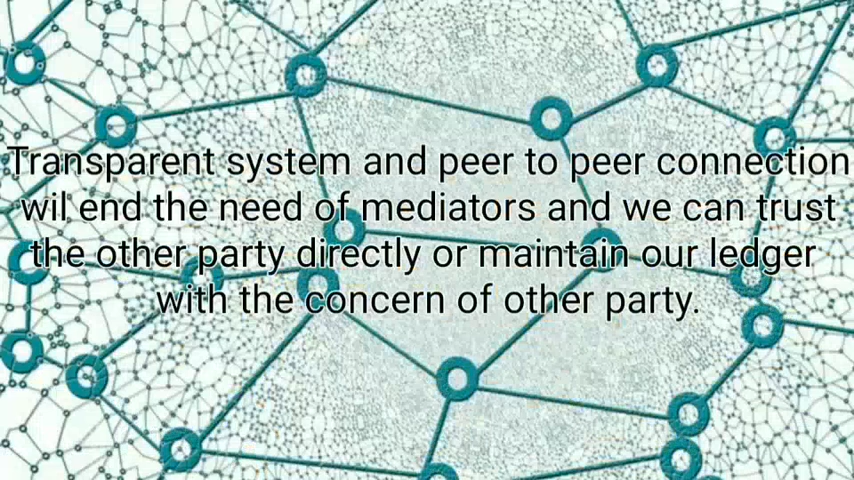 Transparent system and peer to peer connection
wil end the need of mediators and we can trust
the other party directly or maintain our ledger
with the concern of other party.